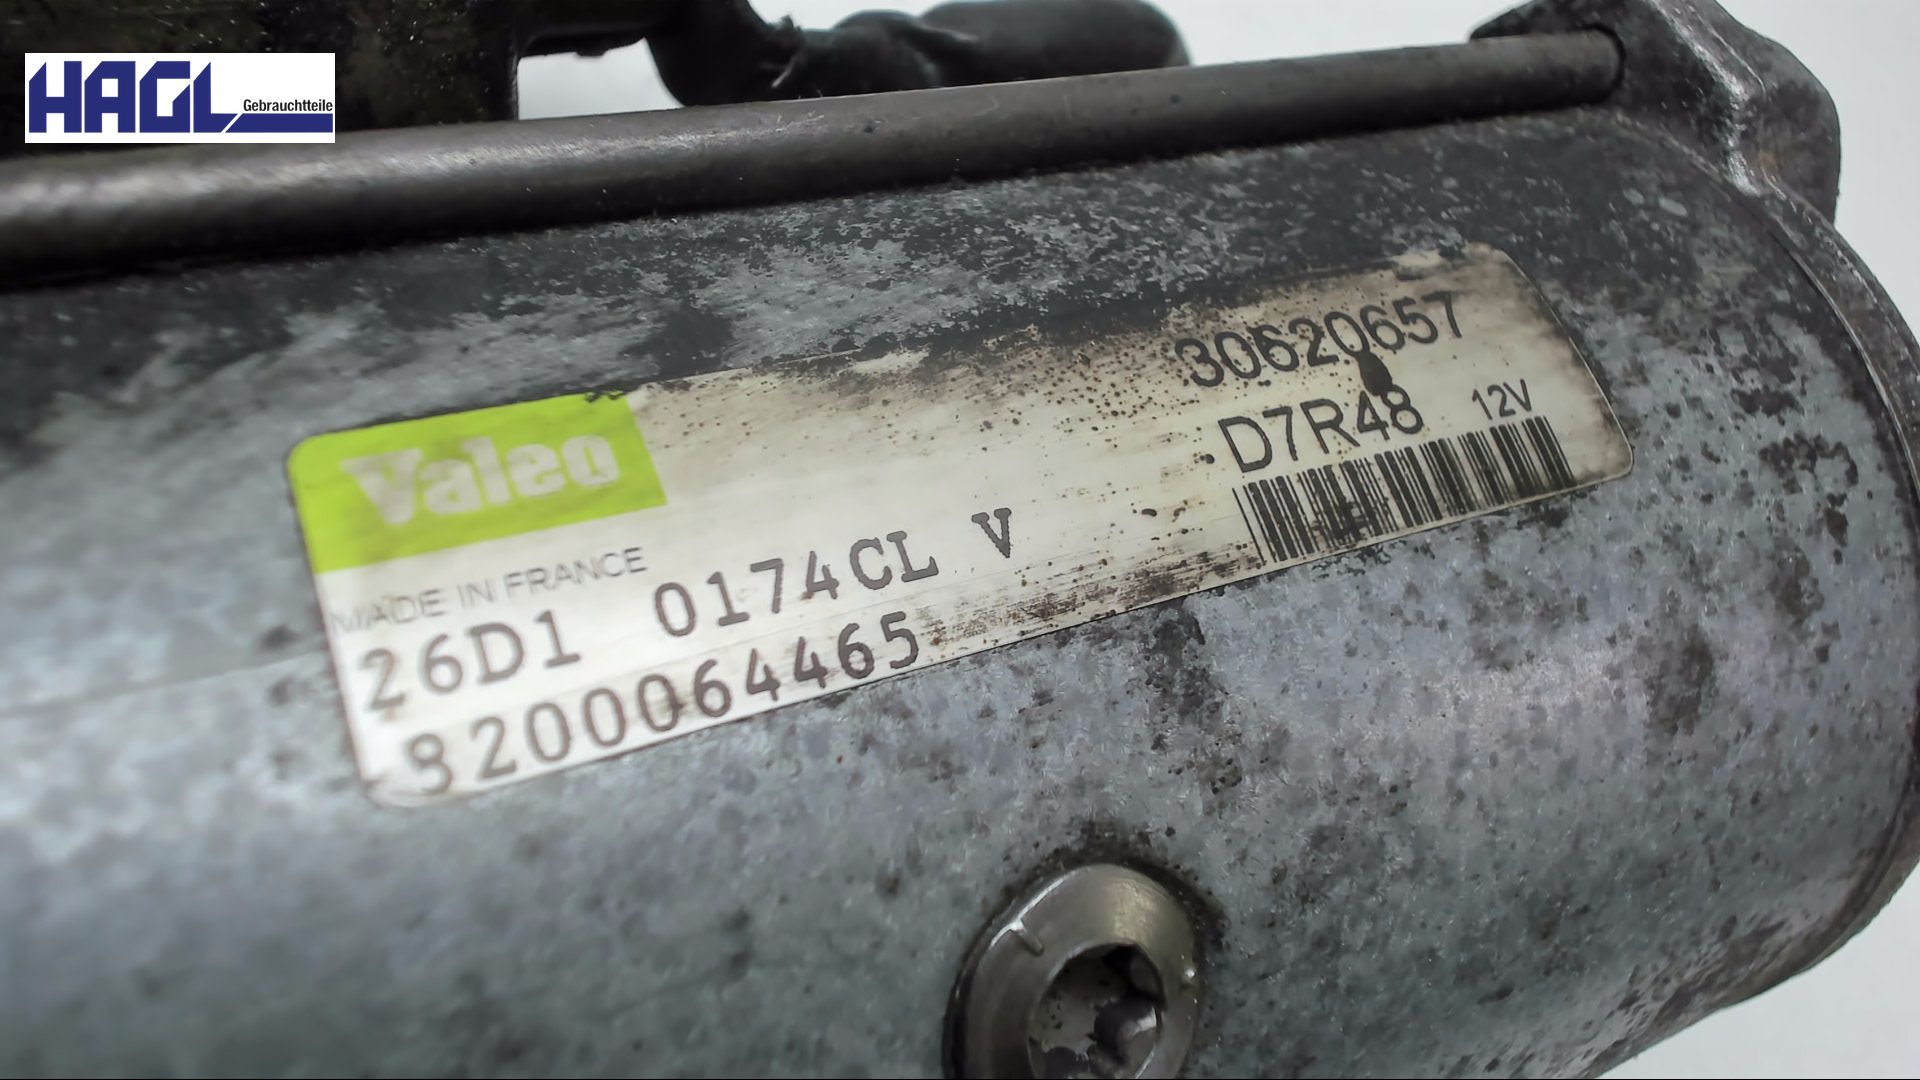 HAGL
Gebrauchtteile
Valeo
30620657
D7R48 12V
MADE IN FRANCE
26D1 0174CL V
8200064465